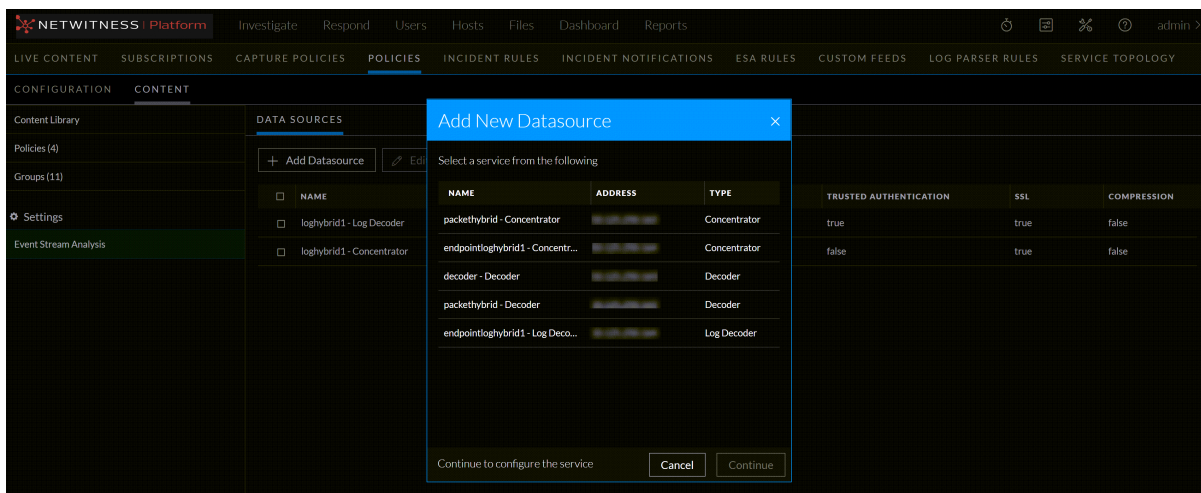 NETWITNESS Platform Investigate Respond Users Hosts Files Dashboard Reports admin
LIVE CONTENT SUBSCRIPTIONS CAPTURE POLICIES POLICIES INCIDENT RULES INCIDENT NOTIFICATIONS ESA RULES CUSTOM FEEDS LOG PARSER RULES SERVICE TOPOLOGY
CONFIGURATION CONTENT
Content Library
Policies (4)
Groups (11)
Settings
Event Stream Analysis
DATA SOURCES
+ Add Datasource Edi
NAME TRUSTED AUTHENTICATION SSL COMPRESSION
loghybrid1 - Log Decoder true true false
loghybrid1 - Concentrator false true false
Add New Datasource ×
Select a service from the following
NAME ADDRESS TYPE
packethybrid - Concentrator Concentrator
endpointloghybrid1 - Concentr... Concentrator
decoder - Decoder Decoder
packethybrid - Decoder Decoder
endpointloghybrid1 - Log Deco... Log Decoder
Continue to configure the service Cancel Continue